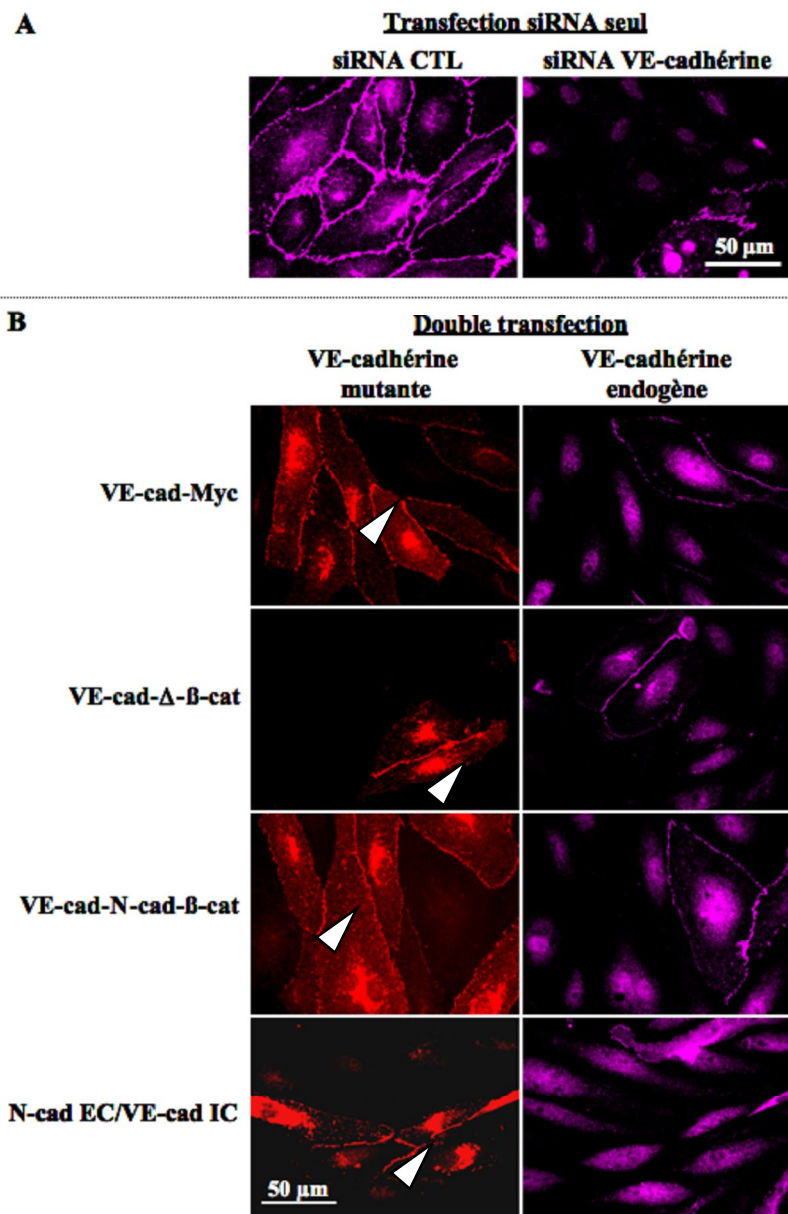 A
Transfection siRNA seul
siRNA CTL
siRNA VE-cadhérine
50 µm
B
Double transfection
VE-cadhérine
mutante
VE-cadhérine
endogène
VE-cad-Myc
VE-cad-Δ-ß-cat
VE-cad-N-cad-ß-cat
N-cad EC/VE-cad IC
50 µm